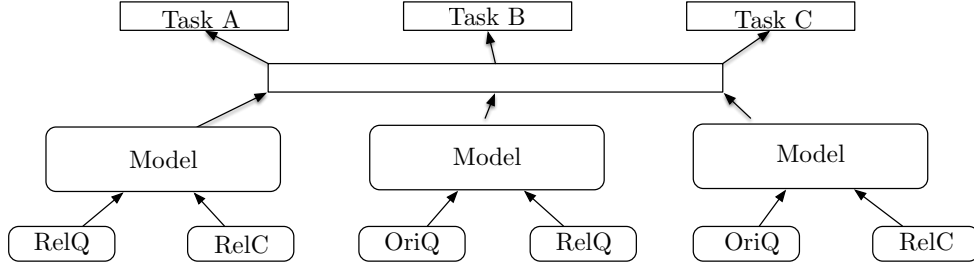 Task A
Task B
Task C
Model
Model
Model
RelQ
RelC
OriQ
RelQ
OriQ
RelC